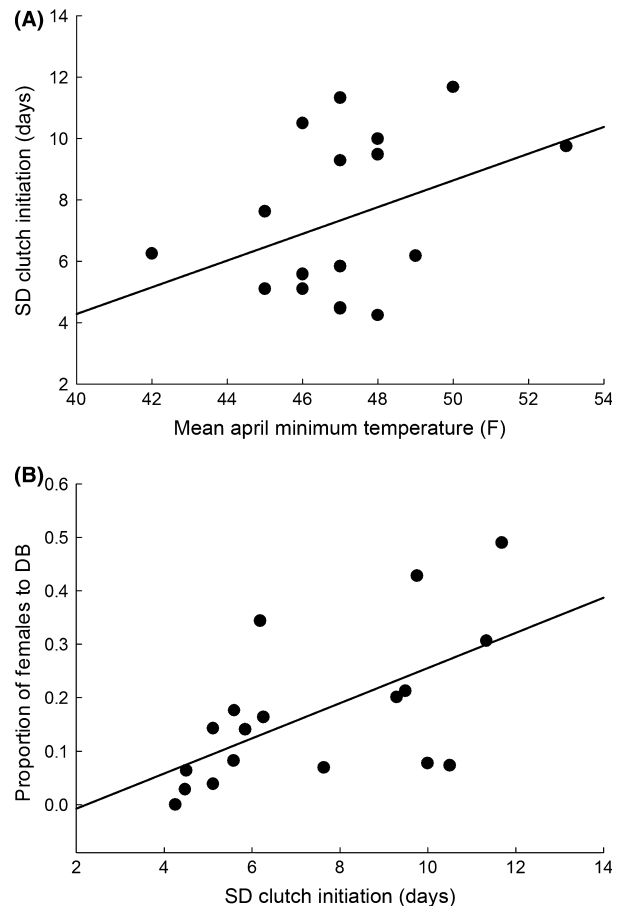 (A)
14
12
10
8
6
4
2
SD clutch initiation (days)
40 42 44 46 48 50 52 54
Mean april minimum temperature (F)
(B)
0.6
0.5
0.4
0.3
0.2
0.1
0.0
Proportion of females to DB
2 4 6 8 10 12 14
SD clutch initiation (days)